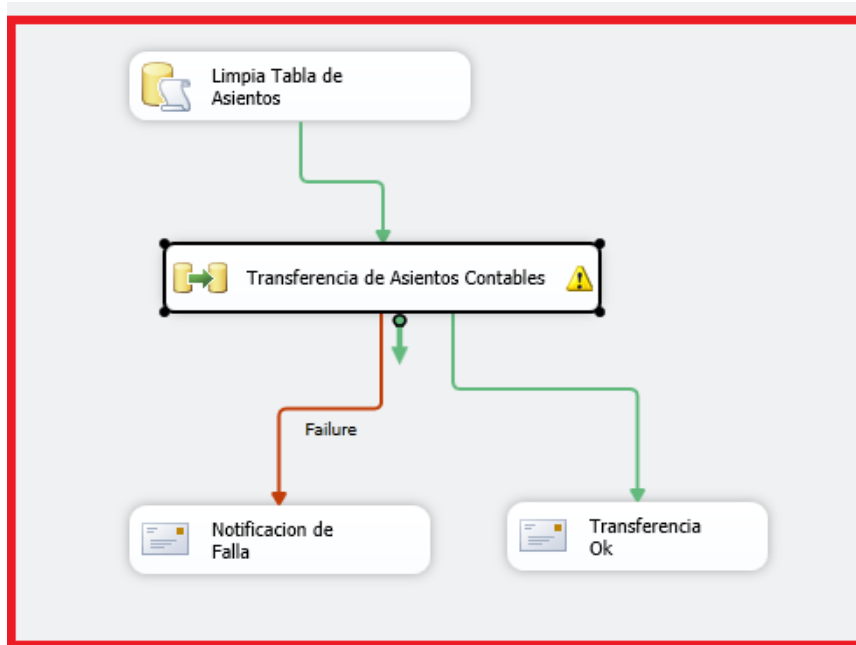 Limpia Tabla de
Asientos
Transferencia de Asientos Contables
Failure
Notificacion de
Falla
Transferencia
Ok